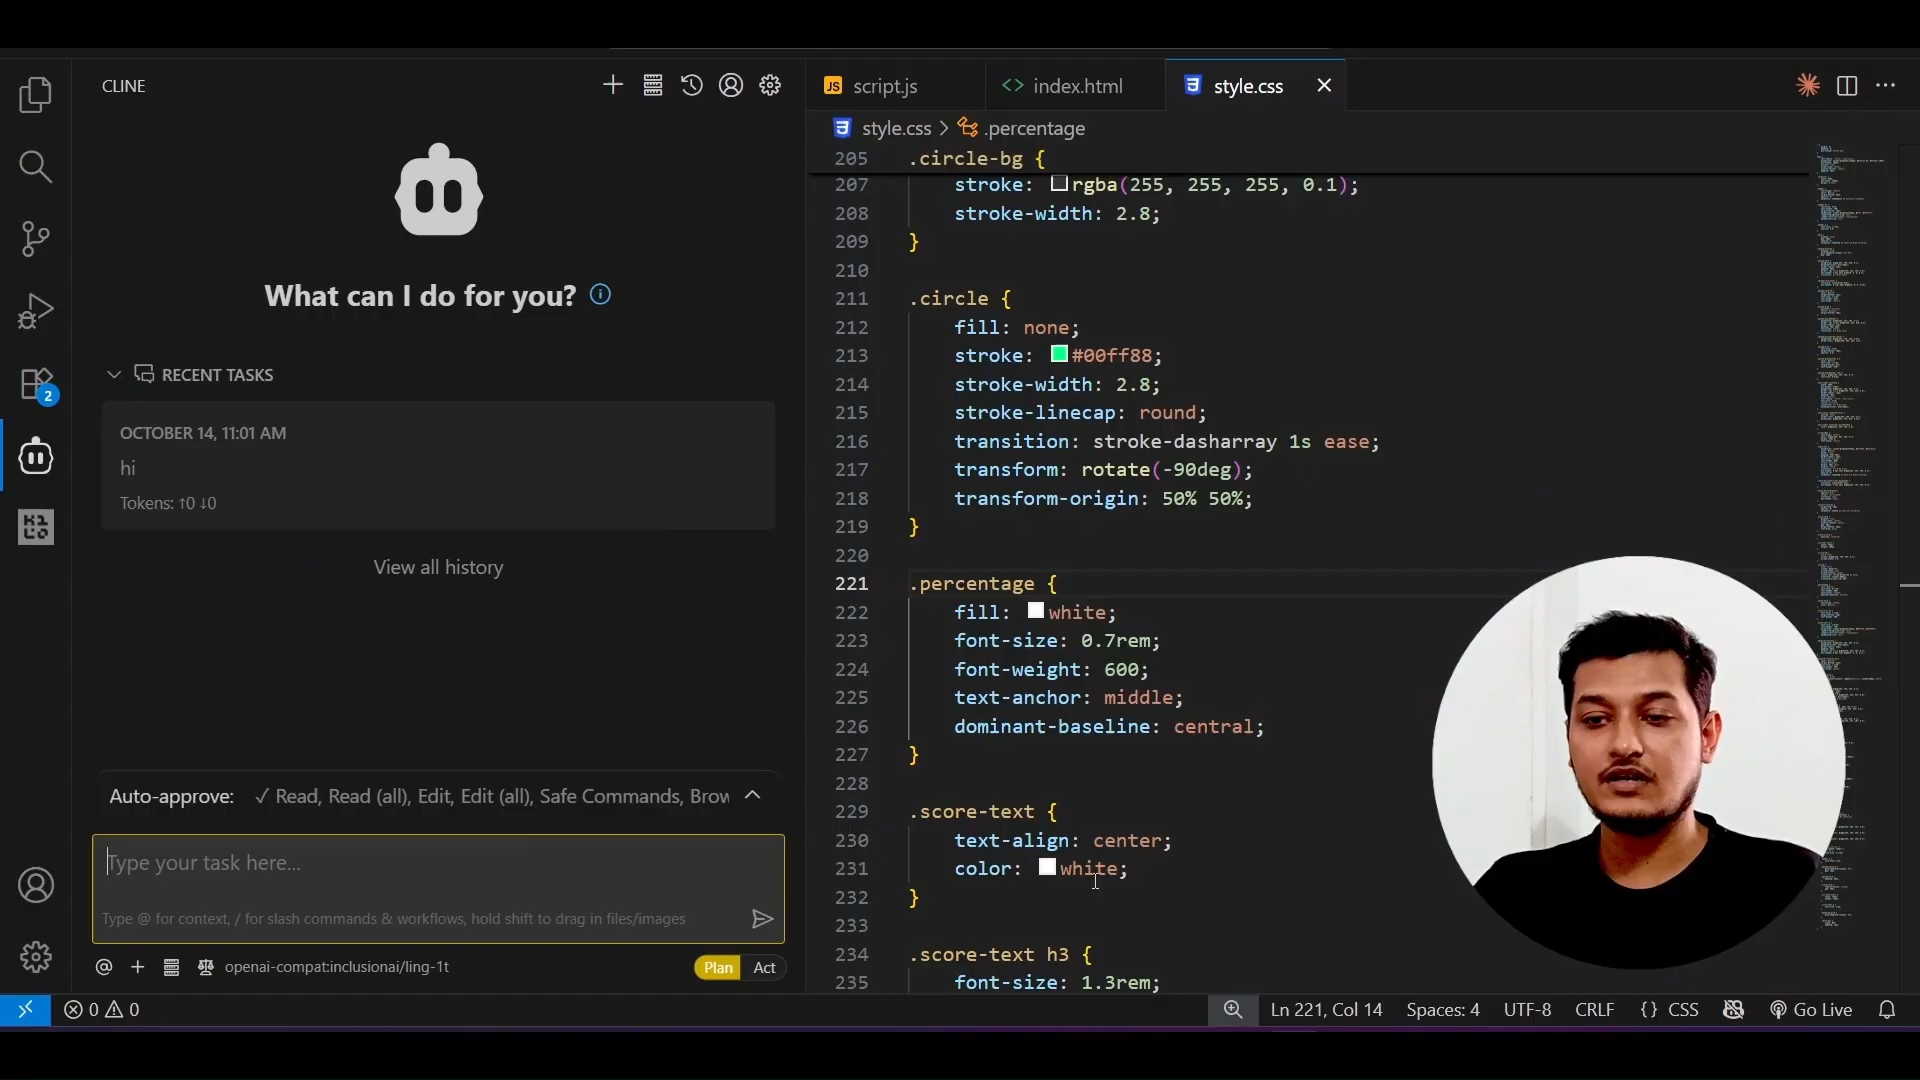 CLINE
What can I do for you?
RECENT TASKS
OCTOBER 14, 11:01 AM
hi
Tokens: ↑0 ↓0
View all history
Auto-approve: ✓ Read, Read (all), Edit, Edit (all), Safe Commands, Brow
Type your task here...
Type @ for context, / for slash commands & workflows, hold shift to drag in files/images
@ + openai-compat:inclusionai/ling-1t Plan Act
2
JS script.js <> index.html style.css
style.css > .percentage
205 .circle-bg {
207 stroke: rgba(255, 255, 255, 0.1);
208 stroke-width: 2.8;
209 }
210
211 .circle {
212 fill: none;
213 stroke: #00ff88;
214 stroke-width: 2.8;
215 stroke-linecap: round;
216 transition: stroke-dasharray 1s ease;
217 transform: rotate(-90deg);
218 transform-origin: 50% 50%;
219 }
220
221 .percentage {
222 fill: white;
223 font-size: 0.7rem;
224 font-weight: 600;
225 text-anchor: middle;
226 dominant-baseline: central;
227 }
228
229 .score-text {
230 text-align: center;
231 color: white;
232 }
233
234 .score-text h3 {
235 font-size: 1.3rem;
0 0 Ln 221, Col 14 Spaces: 4 UTF-8 CRLF {} CSS Go Live